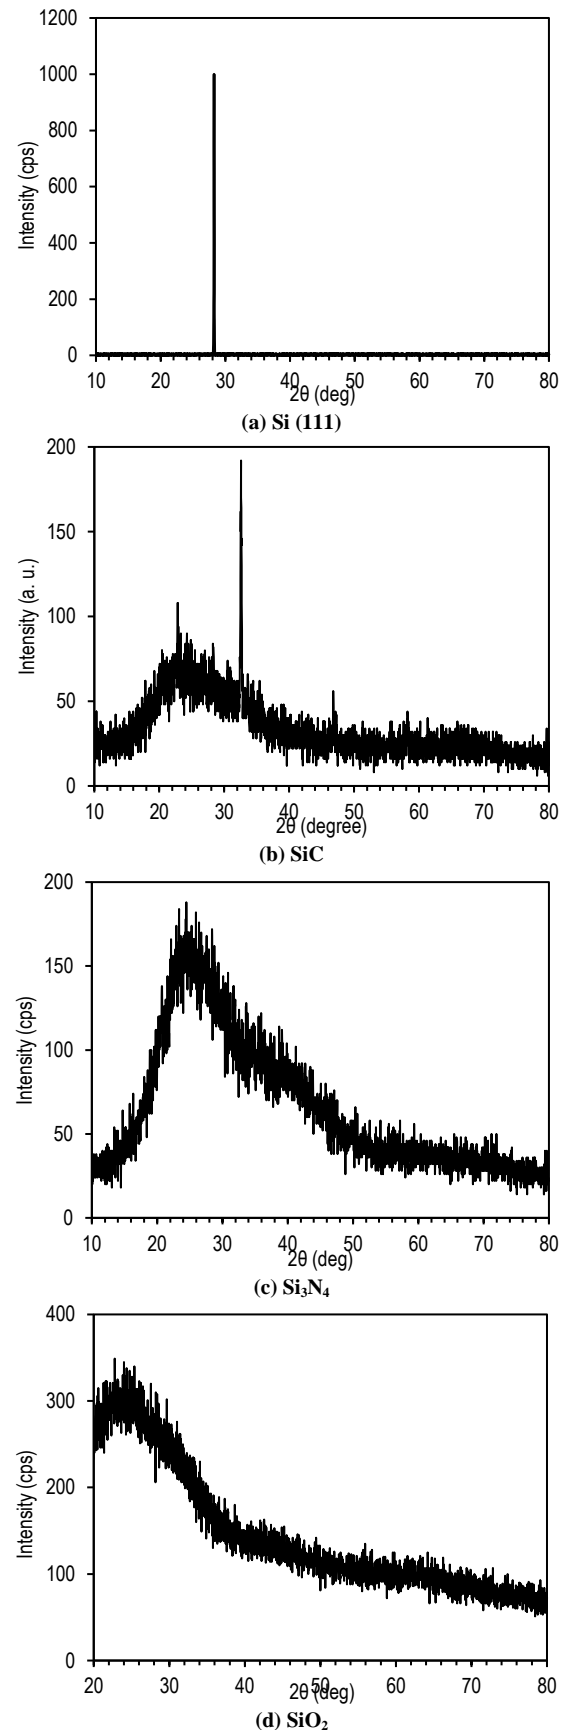 1200
1000
800
600
400
200
0
Intensity (cps)
10 20 30 40 50 60 70 80
2θ (deg)
(a) Si (111)
200
150
100
50
0
Intensity (a. u.)
10 20 30 40 50 60 70 80
2θ (degree)
(b) SiC
200
150
100
50
0
Intensity (cps)
10 20 30 40 50 60 70 80
2θ (deg)
(c) Si₃N₄
400
300
200
100
0
Intensity (cps)
20 30 40 50 60 70 80
2θ (deg)
(d) SiO₂